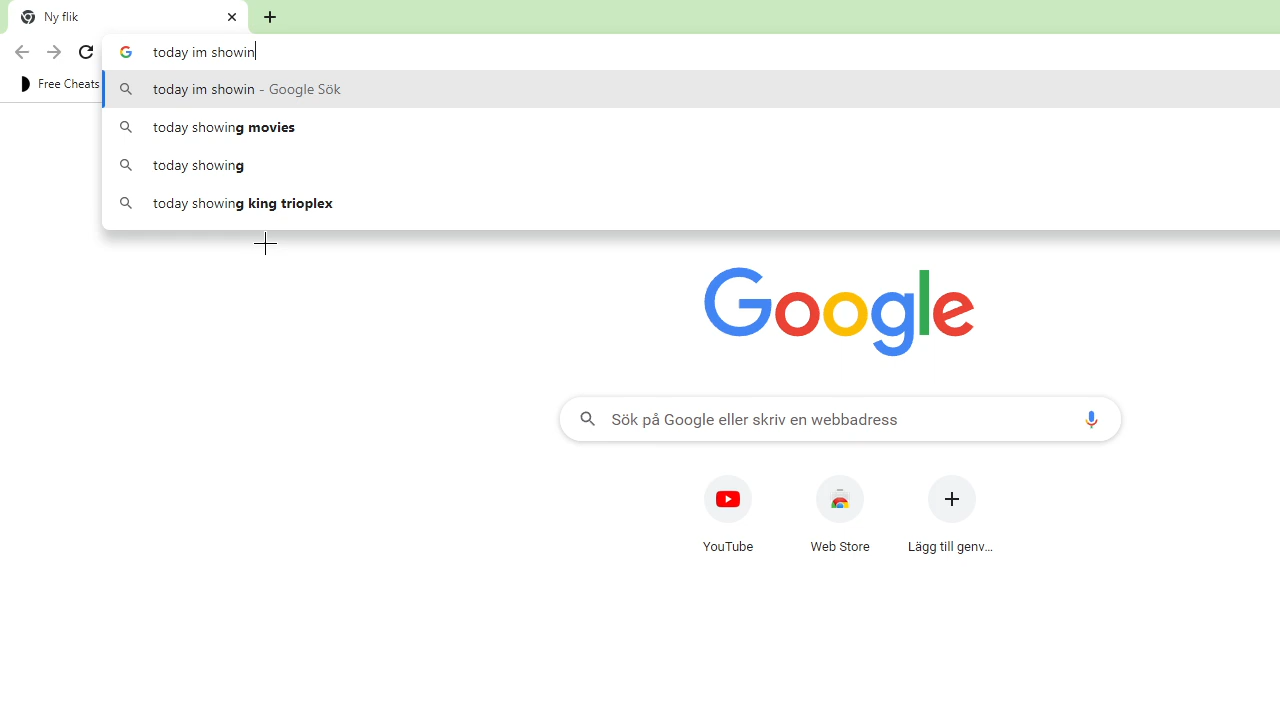 Ny flik
today im showin
Free Cheats
today im showin - Google Sök
today showing movies
today showing
today showing king trioplex
Google
Sök på Google eller skriv en webbadress
YouTube
Web Store
Lägg till genv...